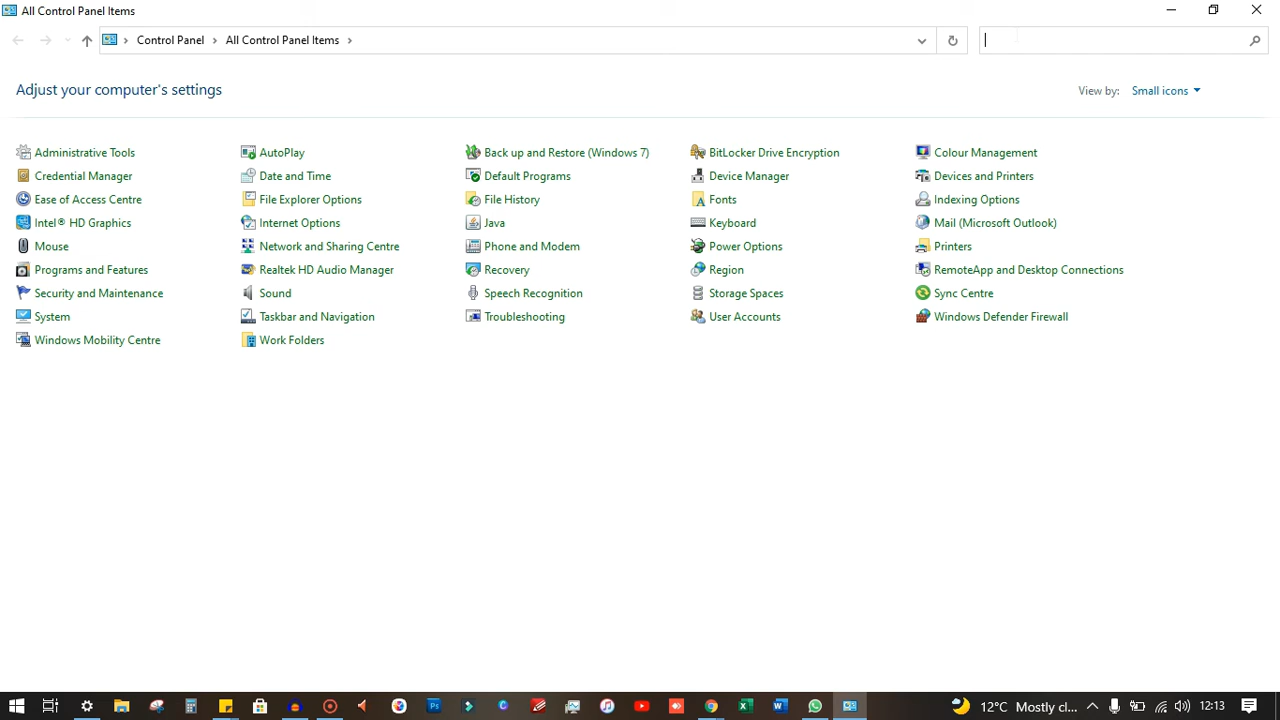 All Control Panel Items
Control Panel > All Control Panel Items >
Adjust your computer's settings
View by: Small icons
Administrative Tools AutoPlay Back up and Restore (Windows 7) BitLocker Drive Encryption Colour Management
Credential Manager Date and Time Default Programs Device Manager Devices and Printers
Ease of Access Centre File Explorer Options File History Fonts Indexing Options
Intel® HD Graphics Internet Options Java Keyboard Mail (Microsoft Outlook)
Mouse Network and Sharing Centre Phone and Modem Power Options Printers
Programs and Features Realtek HD Audio Manager Recovery Region RemoteApp and Desktop Connections
Security and Maintenance Sound Speech Recognition Storage Spaces Sync Centre
System Taskbar and Navigation Troubleshooting User Accounts Windows Defender Firewall
Windows Mobility Centre Work Folders
12°C Mostly cl... 12:13